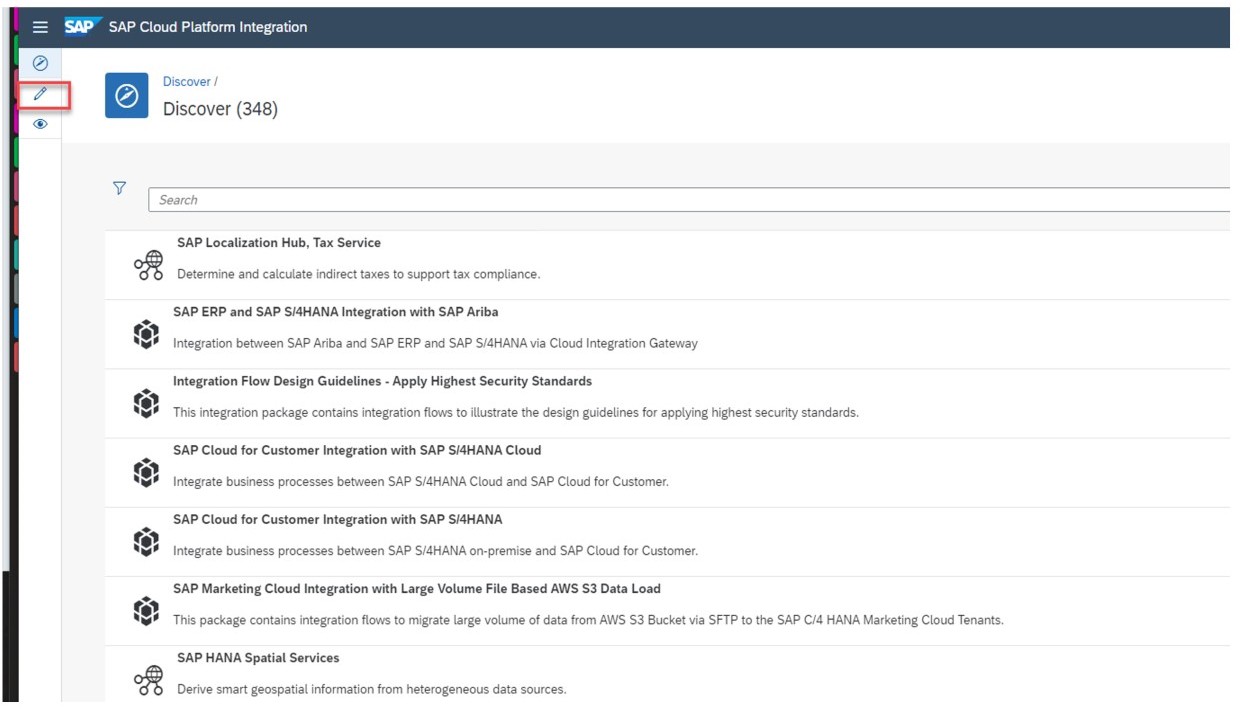 SAP SAP Cloud Platform Integration
Discover /
Discover (348)
Search
SAP Localization Hub, Tax Service
Determine and calculate indirect taxes to support tax compliance.
SAP ERP and SAP S/4HANA Integration with SAP Ariba
Integration between SAP Ariba and SAP ERP and SAP S/4HANA via Cloud Integration Gateway
Integration Flow Design Guidelines - Apply Highest Security Standards
This integration package contains integration flows to illustrate the design guidelines for applying highest security standards.
SAP Cloud for Customer Integration with SAP S/4HANA Cloud
Integrate business processes between SAP S/4HANA Cloud and SAP Cloud for Customer.
SAP Cloud for Customer Integration with SAP S/4HANA
Integrate business processes between SAP S/4HANA on-premise and SAP Cloud for Customer.
SAP Marketing Cloud Integration with Large Volume File Based AWS S3 Data Load
This package contains integration flows to migrate large volume of data from AWS S3 Bucket via SFTP to the SAP C/4 HANA Marketing Cloud Tenants.
SAP HANA Spatial Services
Derive smart geospatial information from heterogeneous data sources.